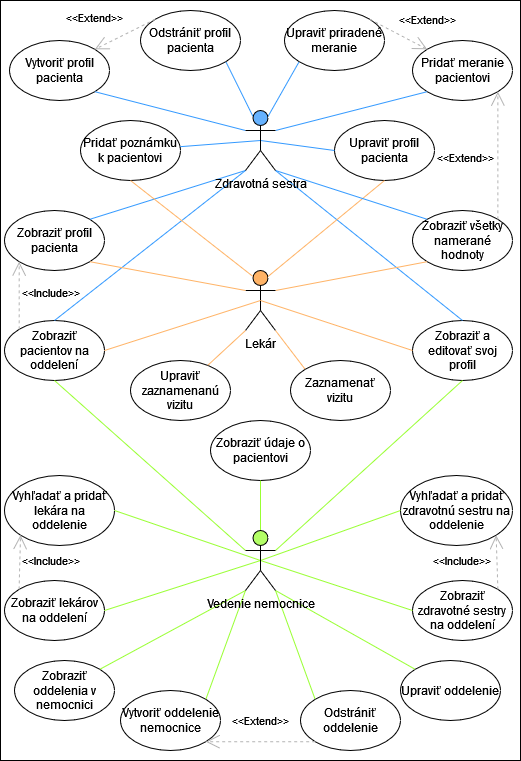 <<Extend>>
Odstrániť profil
pacienta
Upraviť priradené
meranie
<<Extend>>
Vytvoriť profil
pacienta
Pridať meranie
pacientovi
Pridať poznámku
k pacientovi
Upraviť profil
pacienta
<<Extend>>
Zdravotná sestra
Zobraziť profil
pacienta
Zobraziť všetky
namerané
hodnoty
<<Include>>
Lekár
Zobraziť
pacientov na
oddelení
Zobraziť a
editovať svoj
profil
Upraviť
zaznamenanú
vizitu
Zaznamenať
vizitu
Zobraziť údaje o
pacientovi
Vyhľadať a pridať
lekára na
oddelenie
Vyhľadať a pridať
zdravotnú sestru na
oddelenie
<<Include>>
<<Include>>
Vedenie nemocnice
Zobraziť lekárov
na oddelení
Zobraziť
zdravotné sestry
na oddelení
Zobraziť
oddelenia v
nemocnici
Upraviť oddelenie
Vytvoriť oddelenie
nemocnice
<<Extend>>
Odstrániť
oddelenie